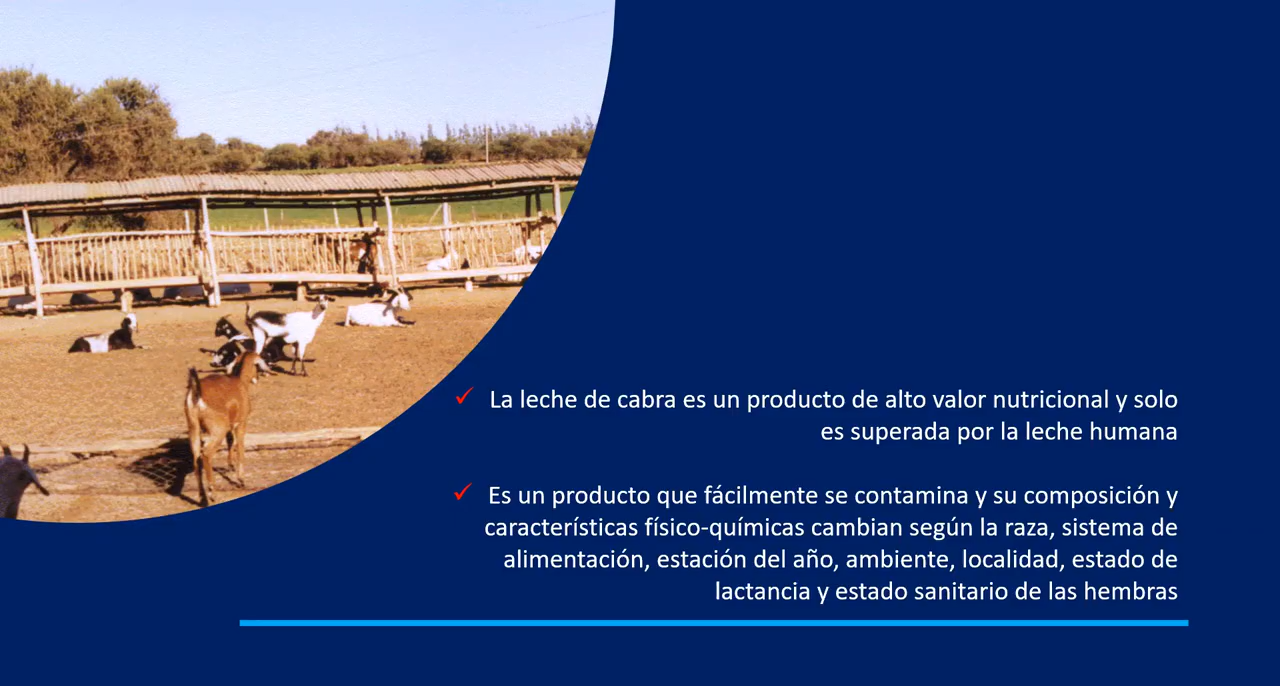 La leche de cabra es un producto de alto valor nutricional y solo
es superada por la leche humana
Es un producto que fácilmente se contamina y su composición y
características físico-químicas cambian según la raza, sistema de
alimentación, estación del año, ambiente, localidad, estado de
lactancia y estado sanitario de las hembras